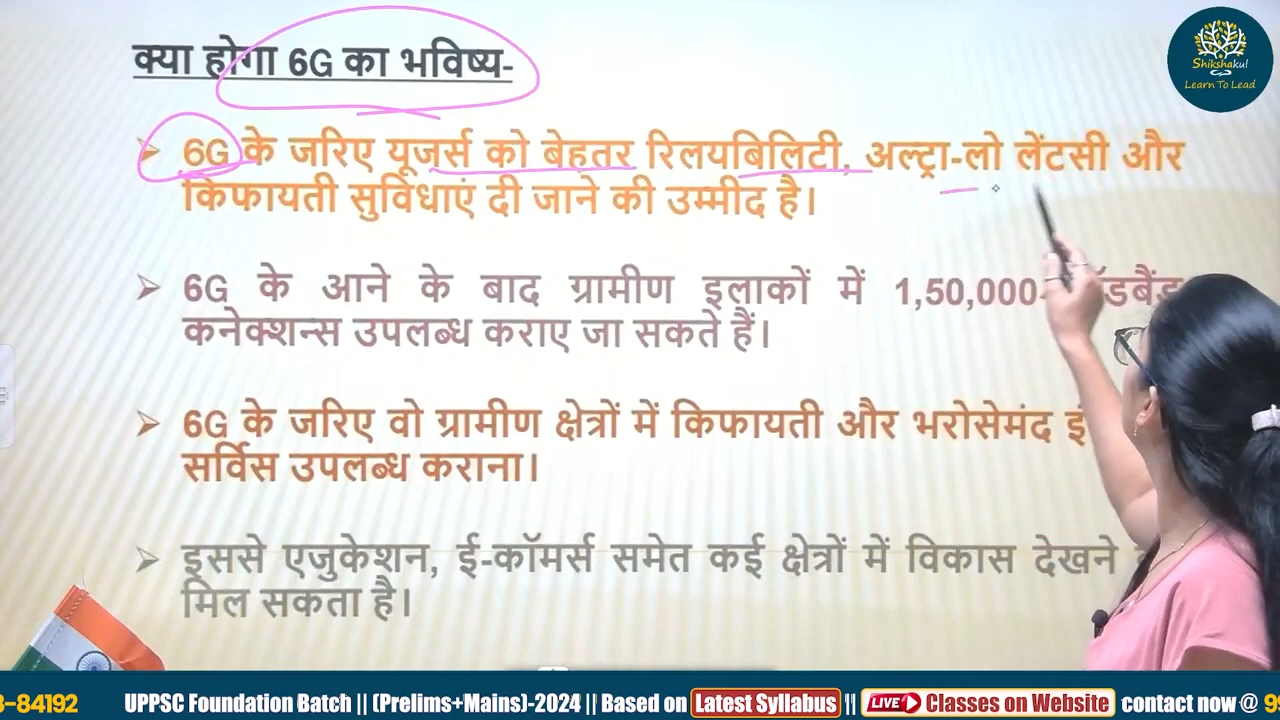 क्या होगा 6G का भविष्य-
Shikshakul
Learn To Lead
➢ 6G के जरिए यूजर्स को बेहतर रिलयबिलिटी, अल्ट्रा-लो लेंटसी और
किफायती सुविधाएं दी जाने की उम्मीद है।
➢ 6G के आने के बाद ग्रामीण इलाकों में 1,50,000
कनेक्शन्स उपलब्ध कराए जा सकते हैं।
➢ 6G के जरिए वो ग्रामीण क्षेत्रों में किफायती और भरोसेमंद
सर्विस उपलब्ध कराना।
➢ इससे एजुकेशन, ई-कॉमर्स समेत कई क्षेत्रों में विकास देखने
मिल सकता है।
-84192 UPPSC Foundation Batch || (Prelims+Mains)-2024 || Based on Latest Syllabus || LIVE Classes on Website contact now @